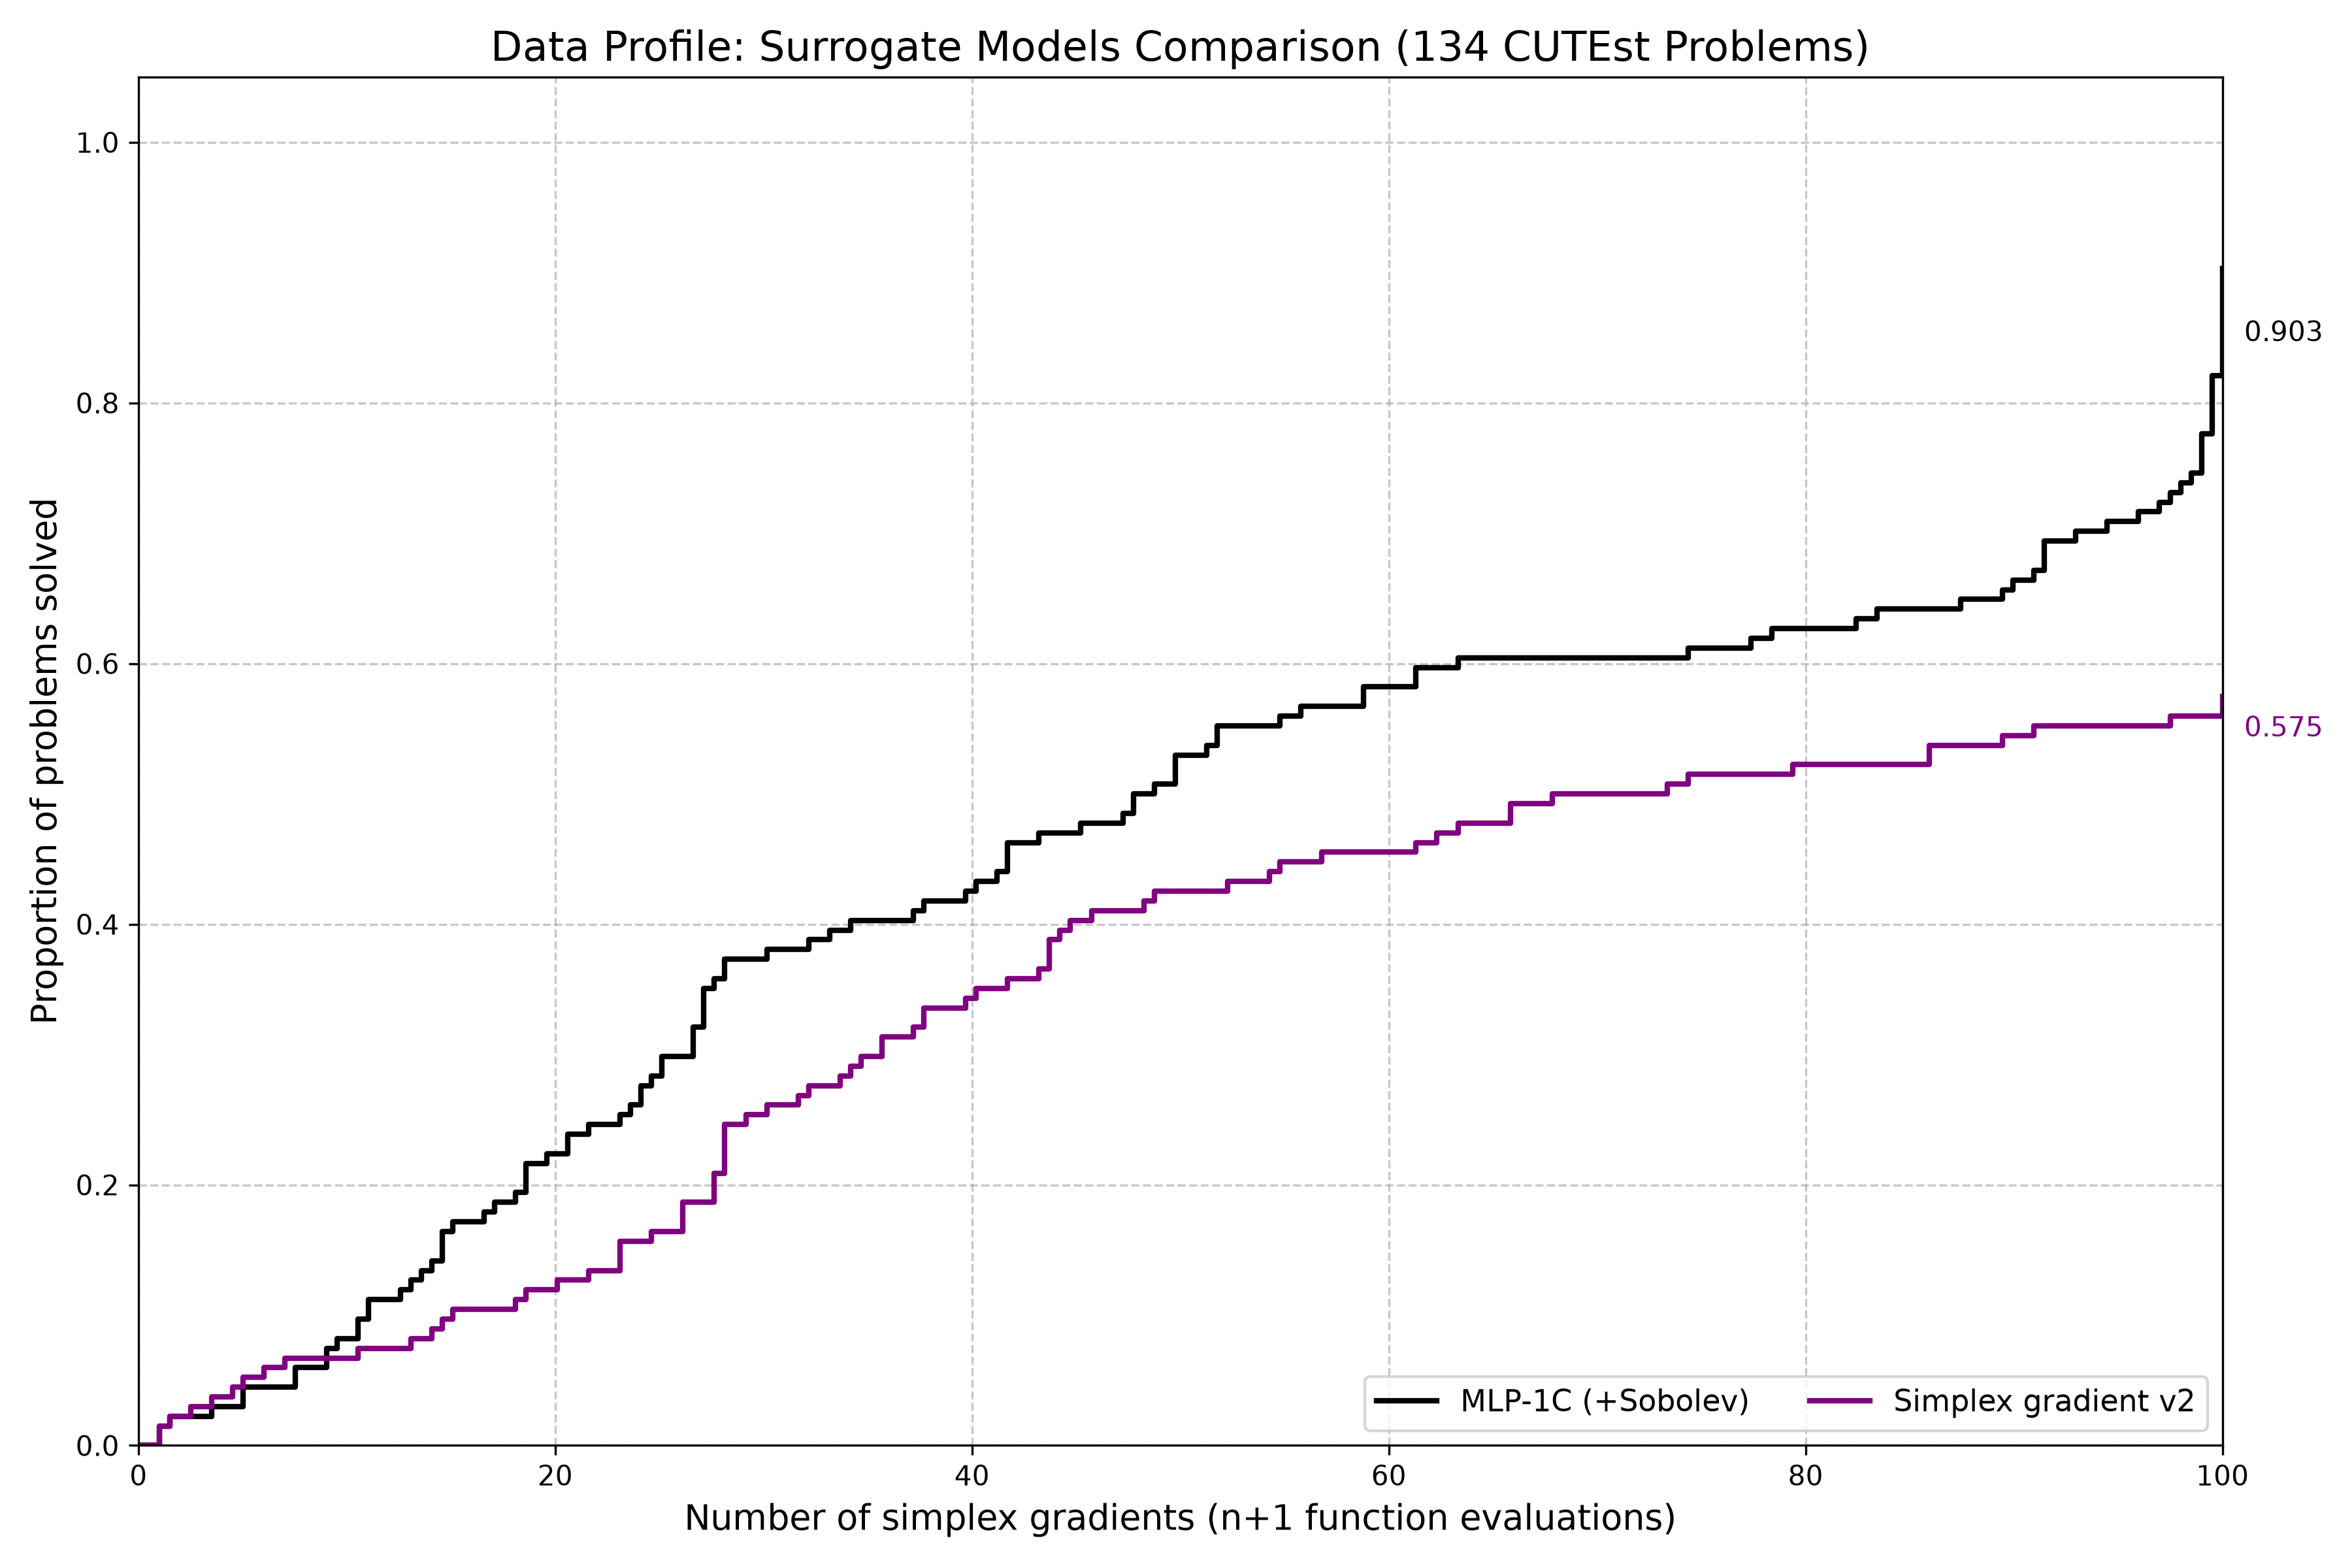 Data Profile: Surrogate Models Comparison (134 CUTEst Problems)
Proportion of problems solved
1.0
0.8
0.6
0.4
0.2
0.0
0.903
0.575
MLP-1C (+Sobolev) Simplex gradient v2
0 20 40 60 80 100
Number of simplex gradients (n+1 function evaluations)